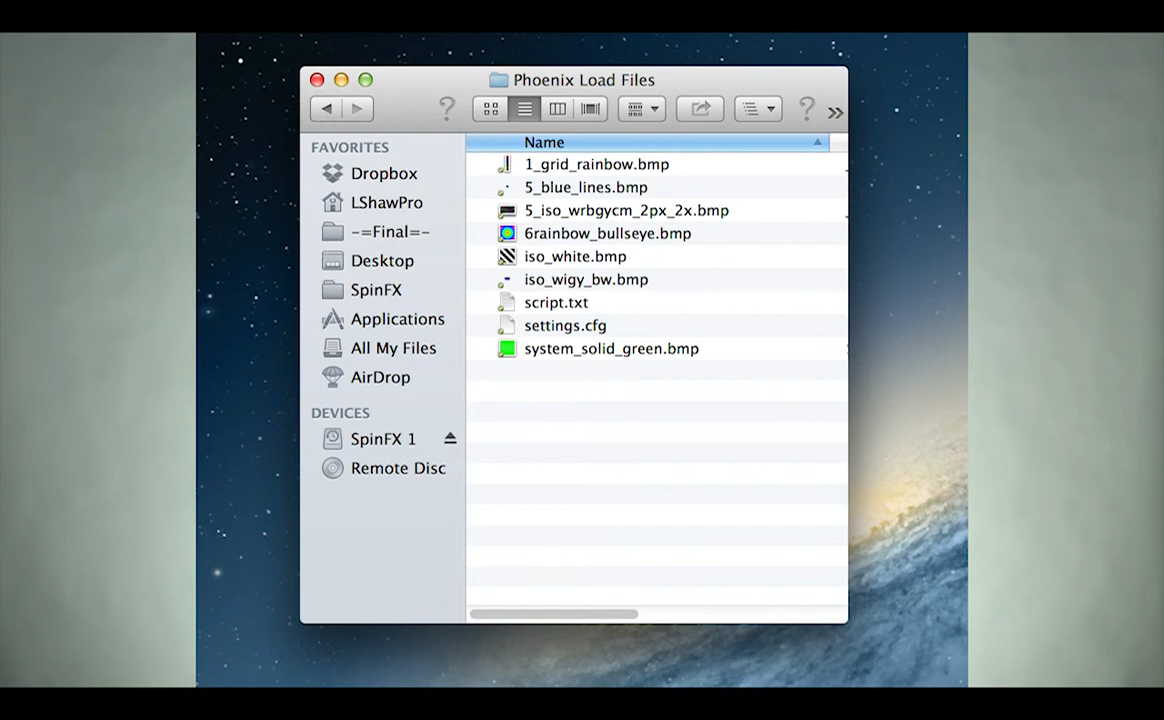 Phoenix Load Files
FAVORITES
Dropbox
LShawPro
-=Final=-
Desktop
SpinFX
Applications
All My Files
AirDrop
DEVICES
SpinFX 1
Remote Disc
Name
1_grid_rainbow.bmp
5_blue_lines.bmp
5_iso_wrbgycm_2px_2x.bmp
6rainbow_bullseye.bmp
iso_white.bmp
iso_wigy_bw.bmp
script.txt
settings.cfg
system_solid_green.bmp